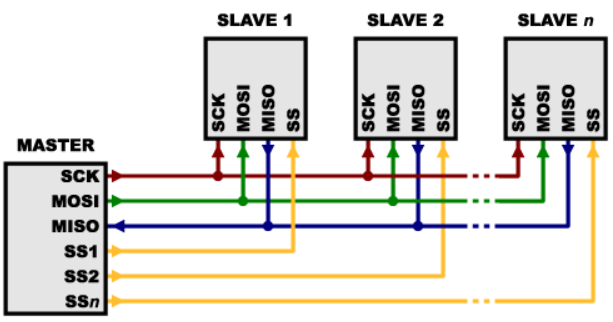 SLAVE 1 SLAVE 2 SLAVE n
SCK MOSI MISO SS SCK MOSI MISO SS SCK MOSI MISO SS
MASTER
SCK
MOSI
MISO
SS1
SS2
SSn